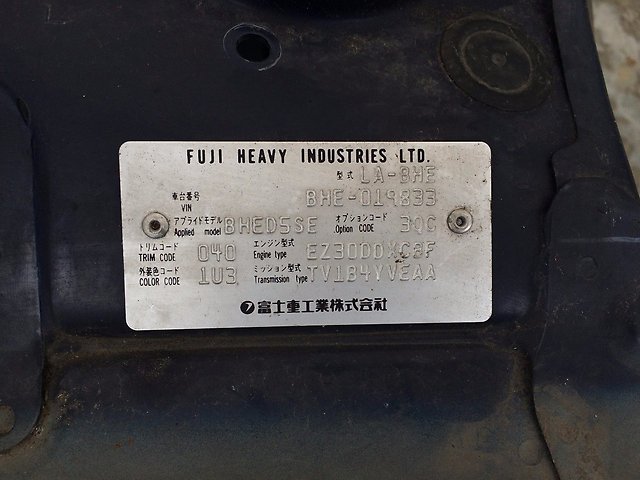 FUJI HEAVY INDUSTRIES LTD.
型式 LA-BHE
車台番号 VIN BHE-019833
アプライドモデル Applied model BHED5SE オプションコード Option CODE 3QC
トリムコード TRIM CODE 040 エンジン型式 Engine type EZ30DDXCBF
外装色コード COLOR CODE 1U3 ミッション型式 Transmission type TV1B4YVEAA
7 富士重工業株式会社